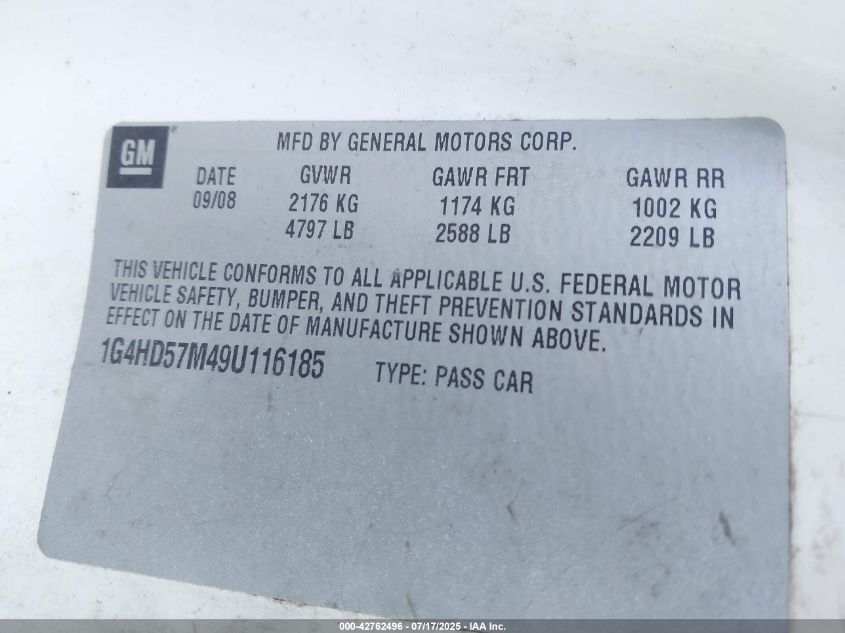 GM®
MFD BY GENERAL MOTORS CORP.
DATE GVWR GAWR FRT GAWR RR
09/08 2176 KG 1174 KG 1002 KG
4797 LB 2588 LB 2209 LB
THIS VEHICLE CONFORMS TO ALL APPLICABLE U.S. FEDERAL MOTOR
VEHICLE SAFETY, BUMPER, AND THEFT PREVENTION STANDARDS IN
EFFECT ON THE DATE OF MANUFACTURE SHOWN ABOVE.
1G4HD57M49U116185 TYPE: PASS CAR
000-42762496 - 07/17/2025 - IAA Inc.